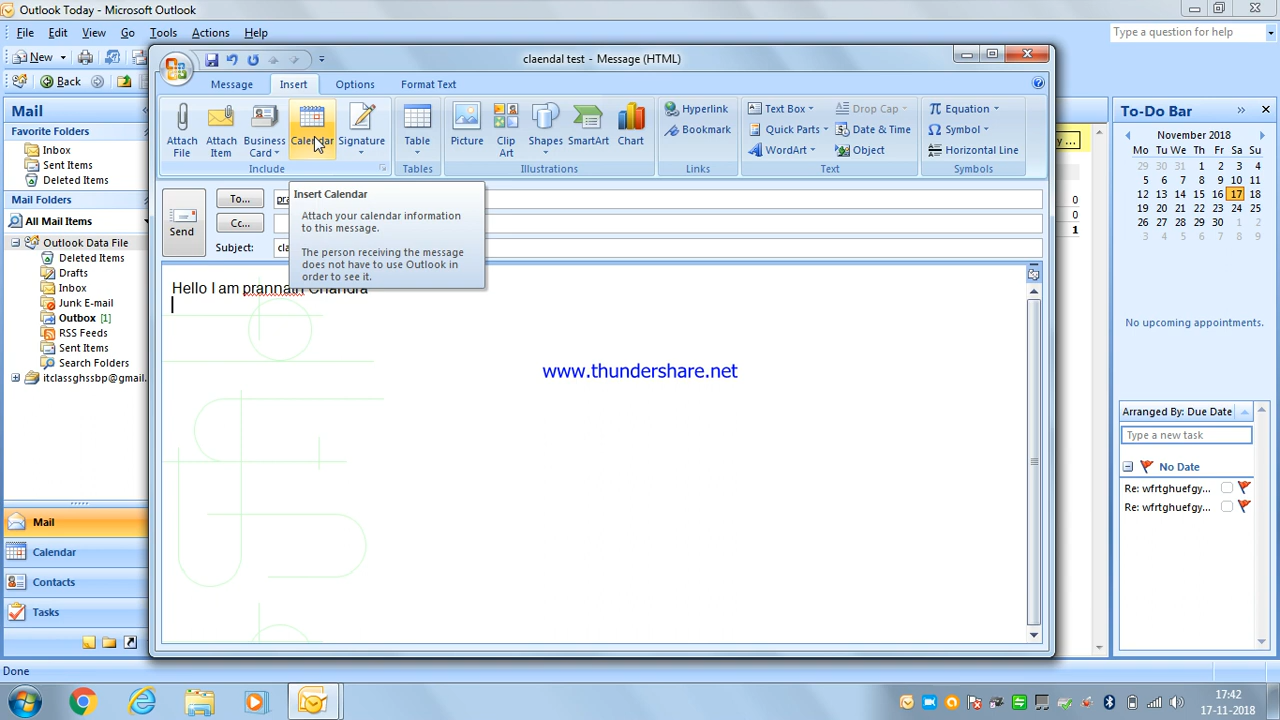 Outlook Today - Microsoft Outlook
File Edit View Go Tools Actions Help
Type a question for help
New
Back
Mail
Favorite Folders
Inbox
Sent Items
Deleted Items
Mail Folders
All Mail Items
Outlook Data File
Deleted Items
Drafts
Inbox
Junk E-mail
Outbox [1]
RSS Feeds
Sent Items
Search Folders
itclassghssbp@gmail.
Mail
Calendar
Contacts
Tasks
Done
claendal test - Message (HTML)
Message Insert Options Format Text
Attach File
Attach Item
Business Card
Calendar
Signature
Include
Table
Tables
Picture
Clip Art
Shapes
SmartArt
Chart
Illustrations
Hyperlink
Bookmark
Links
Text Box
Quick Parts
WordArt
Drop Cap
Date & Time
Object
Text
Equation
Symbol
Horizontal Line
Symbols
Insert Calendar
Attach your calendar information
to this message.
The person receiving the message
does not have to use Outlook in
order to see it.
Send
To...
Cc...
Subject:
Hello I am prannath Chandra
www.thundershare.net
To-Do Bar
November 2018
Mo Tu We Th Fr Sa Su
29 30 31 1 2 3 4
5 6 7 8 9 10 11
12 13 14 15 16 17 18
19 20 21 22 23 24 25
26 27 28 29 30 1 2
3 4 5 6 7 8 9
0
0
1
No upcoming appointments.
Arranged By: Due Date
Type a new task
No Date
Re: wfrtghuefgy...
Re: wfrtghuefgy...
17:42
17-11-2018